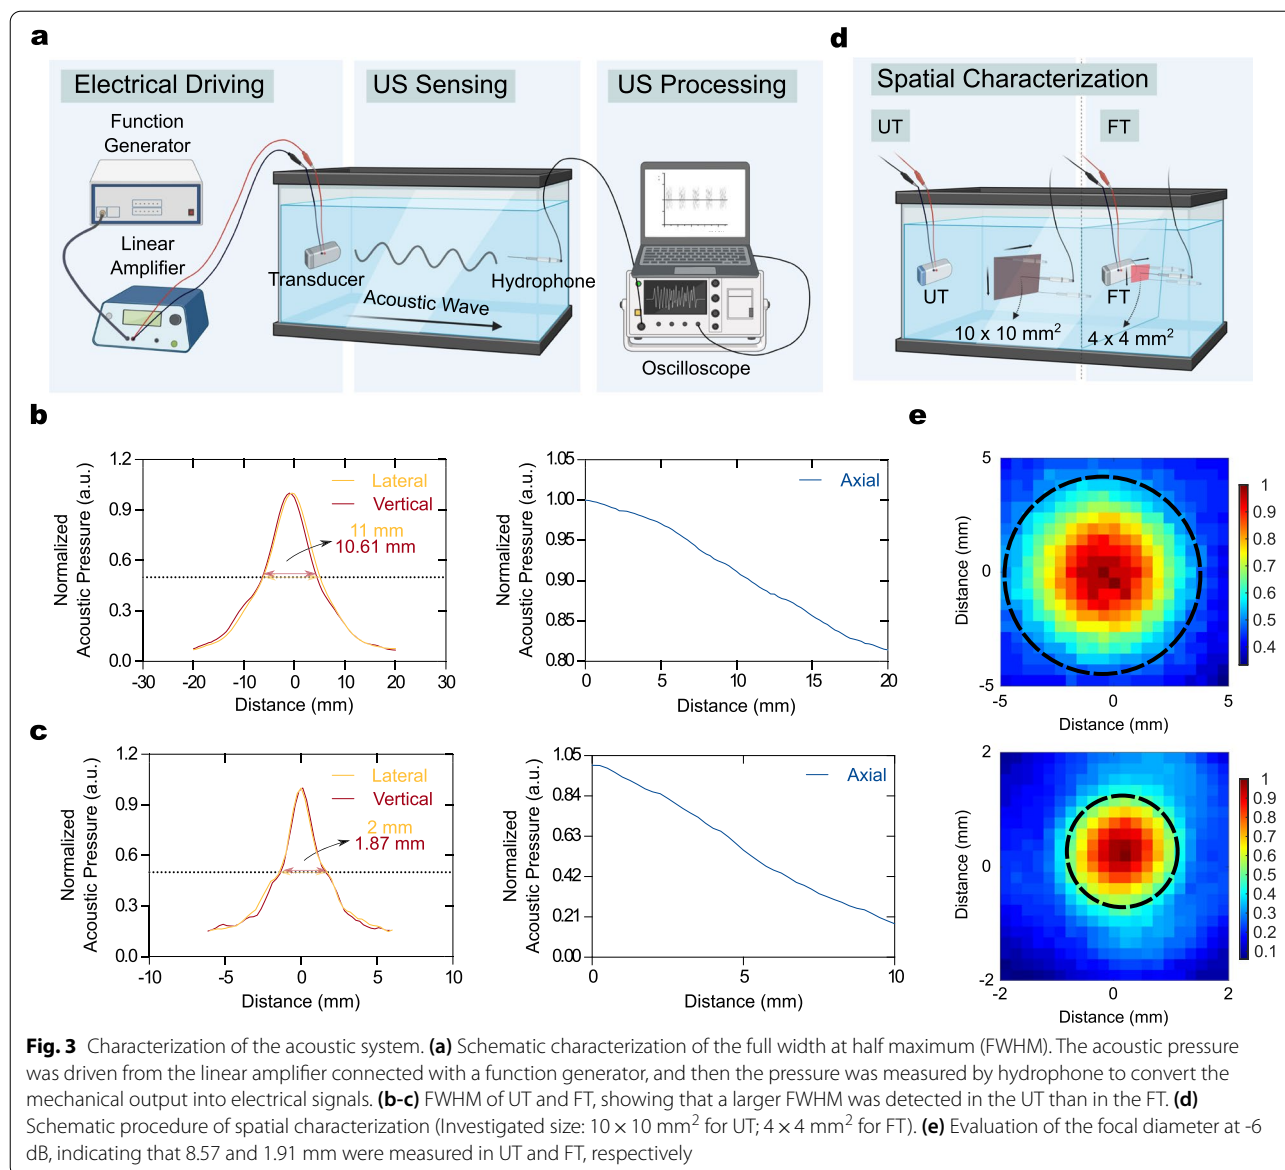 a
Electrical Driving
US Sensing
US Processing
Function
Generator
Linear
Amplifier
Transducer
Acoustic Wave
Hydrophone
Oscilloscope
d
Spatial Characterization
UT
FT
UT
FT
10 x 10 mm²
4 x 4 mm²
b
Normalized
Acoustic Pressure (a.u.)
1.2
0.9
0.6
0.3
0.0
-30 -20 -10 0 10 20 30
Distance (mm)
Lateral
Vertical
11 mm
10.61 mm
Normalized
Acoustic Pressure (a.u.)
1.05
1.00
0.95
0.90
0.85
0.80
0 5 10 15 20
Distance (mm)
Axial
c
Normalized
Acoustic Pressure (a.u.)
1.2
0.9
0.6
0.3
0.0
-10 -5 0 5 10
Distance (mm)
Lateral
Vertical
2 mm
1.87 mm
Normalized
Acoustic Pressure (a.u.)
1.05
0.84
0.63
0.42
0.21
0.00
0 5 10
Distance (mm)
Axial
e
Distance (mm)
5
0
-5
-5 0 5
Distance (mm)
1
0.9
0.8
0.7
0.6
0.5
0.4
Distance (mm)
2
0
-2
-2 0 2
Distance (mm)
1
0.9
0.8
0.7
0.6
0.5
0.4
0.3
0.2
0.1
Fig. 3 Characterization of the acoustic system. (a) Schematic characterization of the full width at half maximum (FWHM). The acoustic pressure
was driven from the linear amplifier connected with a function generator, and then the pressure was measured by hydrophone to convert the
mechanical output into electrical signals. (b-c) FWHM of UT and FT, showing that a larger FWHM was detected in the UT than in the FT. (d)
Schematic procedure of spatial characterization (Investigated size: 10 × 10 mm² for UT; 4 × 4 mm² for FT). (e) Evaluation of the focal diameter at -6
dB, indicating that 8.57 and 1.91 mm were measured in UT and FT, respectively